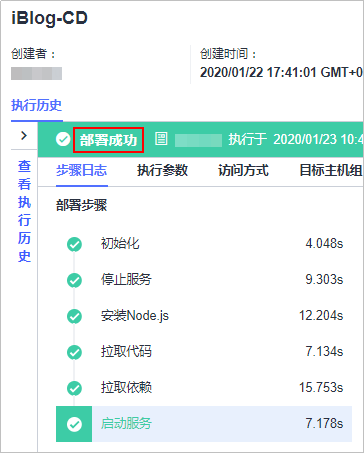 iBlog-CD
创建者：
创建时间：
2020/01/22 17:41:01 GMT+0
执行历史
查看执行历史
部署成功 执行于 2020/01/23 10:4
步骤日志 执行参数 访问方式 目标主机组
部署步骤
初始化 4.048s
停止服务 9.303s
安装Node.js 12.204s
拉取代码 7.134s
拉取依赖 15.753s
启动服务 7.178s